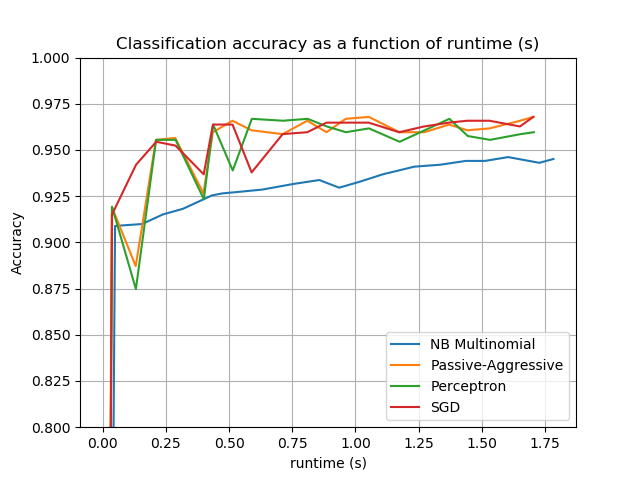 Classification accuracy as a function of runtime (s)
1.000
0.975
0.950
0.925
0.900
0.875
0.850
0.825
0.800
Accuracy
NB Multinomial
Passive-Aggressive
Perceptron
SGD
0.00 0.25 0.50 0.75 1.00 1.25 1.50 1.75
runtime (s)